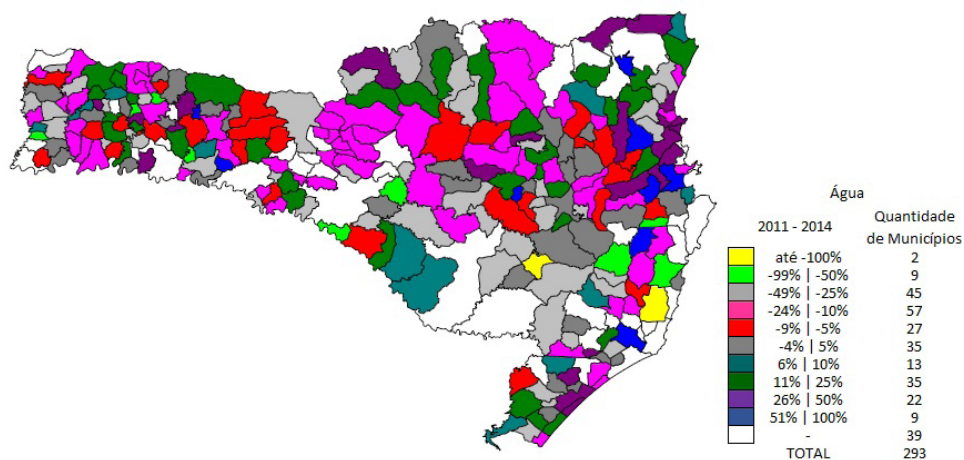 Água
2011 - 2014
Quantidade
de Municípios
até -100% 2
-99% | -50% 9
-49% | -25% 45
-24% | -10% 57
-9% | -5% 27
-4% | 5% 35
6% | 10% 13
11% | 25% 35
26% | 50% 22
51% | 100% 9
- 39
TOTAL 293